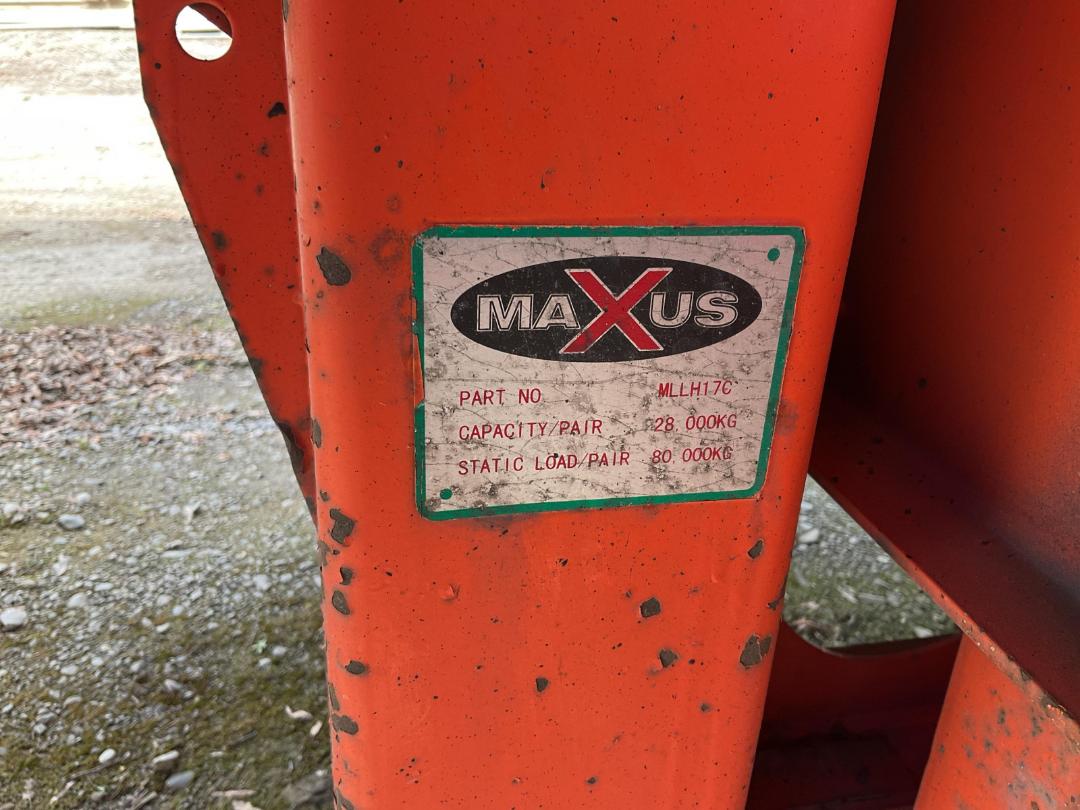 MAXUS
PART NO MLLH17C
CAPACITY/PAIR 28.000KG
STATIC LOAD/PAIR 80.000KG